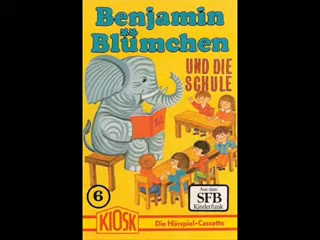 Benjamin
Blümchen
UND DIE
SCHULE
6
Aus dem
SFB
Kinderfunk
KIOSK
Die Hörspiel-Cassette